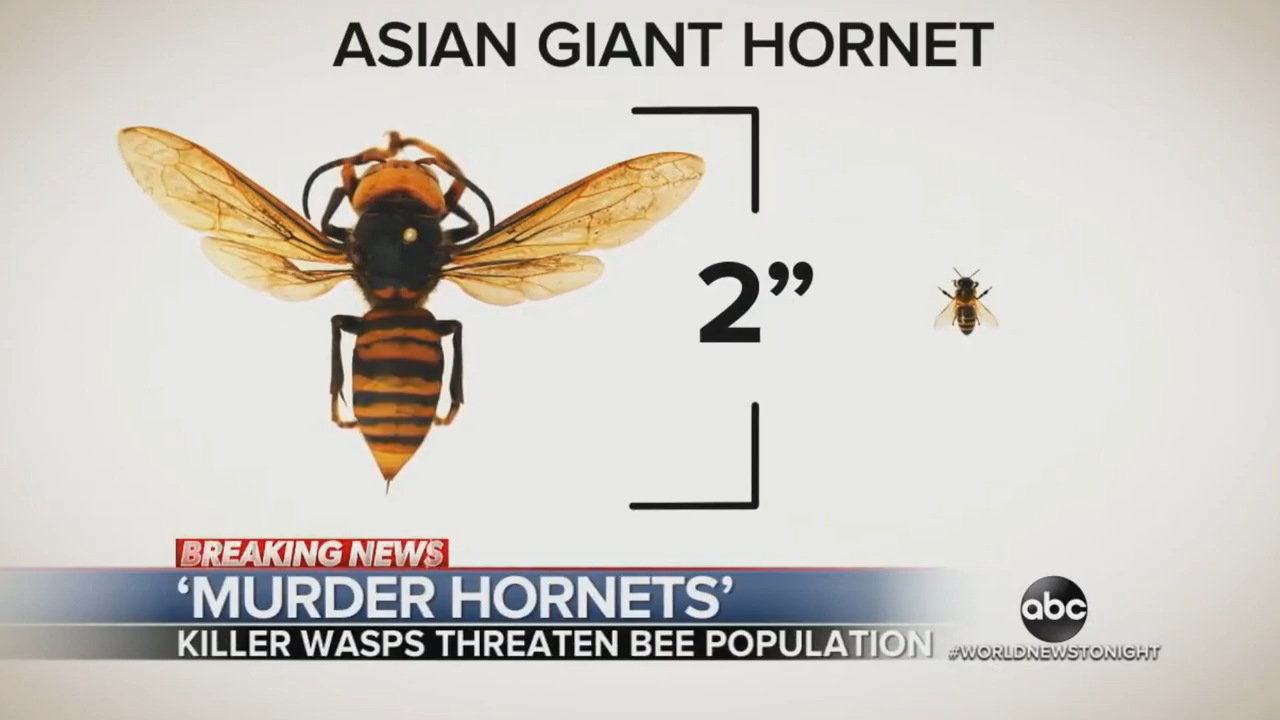 ASIAN GIANT HORNET
2”
BREAKING NEWS
‘MURDER HORNETS’
KILLER WASPS THREATEN BEE POPULATION
abc
#WORLDNEWSTONIGHT